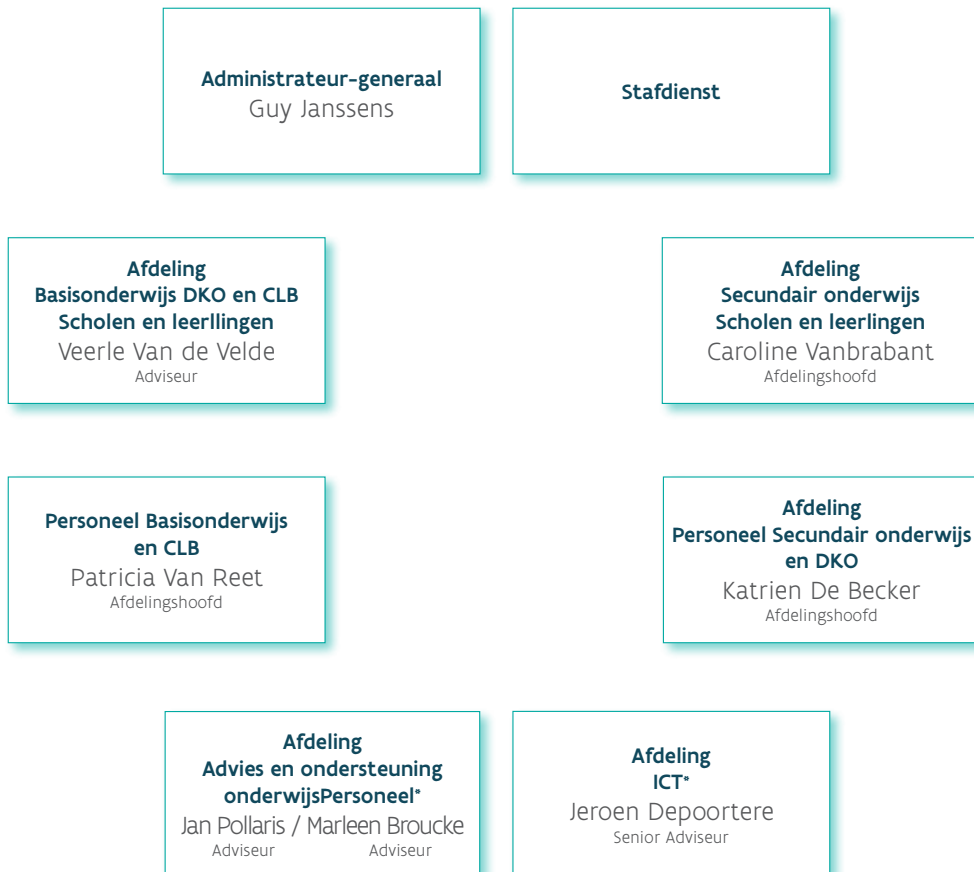 Administrateur-generaal
Guy Janssens
Stafdienst
Afdeling
Basisonderwijs DKO en CLB
Scholen en leerllingen
Veerle Van de Velde
Adviseur
Afdeling
Secundair onderwijs
Scholen en leerlingen
Caroline Vanbrabant
Afdelingshoofd
Personeel Basisonderwijs
en CLB
Patricia Van Reet
Afdelingshoofd
Afdeling
Personeel Secundair onderwijs
en DKO
Katrien De Becker
Afdelingshoofd
Afdeling
Advies en ondersteuning
onderwijsPersoneel*
Jan Pollaris / Marleen Broucke
Adviseur Adviseur
Afdeling
ICT*
Jeroen Depoortere
Senior Adviseur